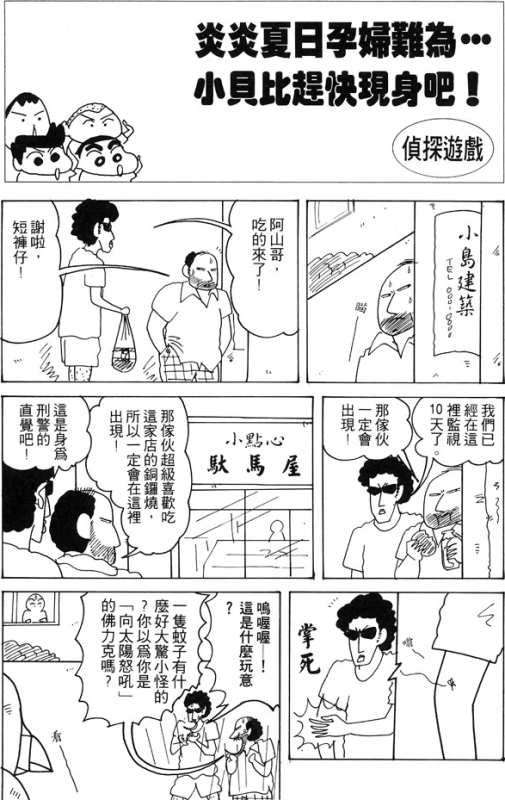 炎炎夏日孕婦難為…
小貝比趕快現身吧！
偵探遊戲
小島建築
TEL 000-0000
嗡
阿山哥，
吃的來了！
謝啦，
短褲仔！
我們已
經在這
裡監視
10天了。
那傢伙
一定會
出現！
小點心
馱馬屋
那傢伙超級喜歡吃
這家店的銅鑼燒，
所以一定會在這裡
出現！
這是身為
刑警的
直覺吧！
掌死
嗚喔喔—！
這是什麼玩意
？
一隻蚊子有什
麼好大驚小怪的
？你以為你是
「向太陽怒吼」
的佛力克嗎？